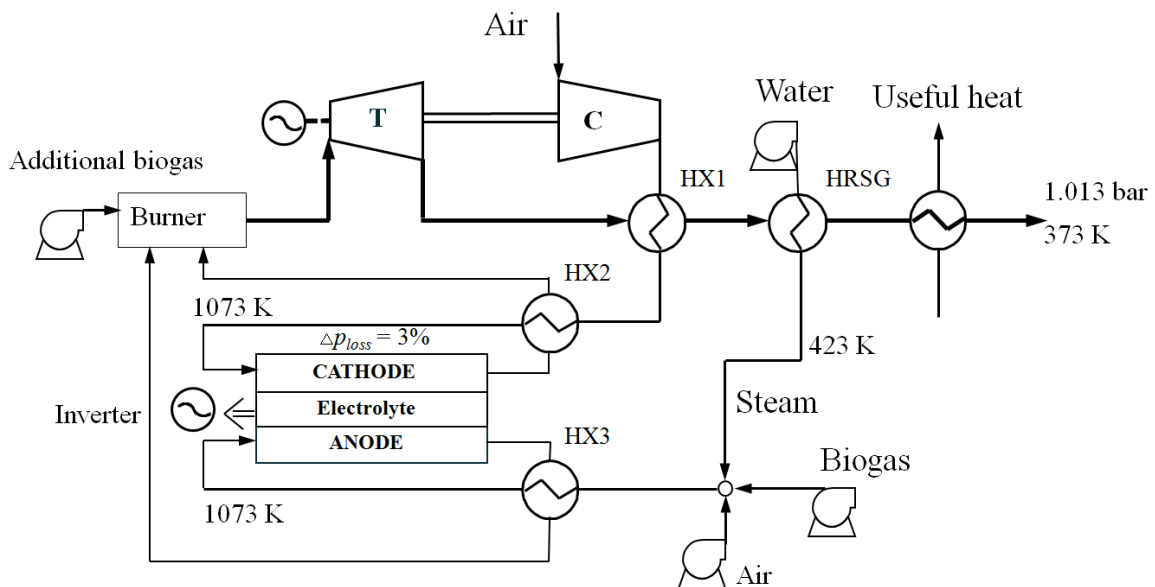 Air
Water
Useful heat
T
C
Additional biogas
HX1
HRSG
1.013 bar
Burner
373 K
HX2
1073 K
△p_loss = 3%
423 K
CATHODE
Inverter
Electrolyte
Steam
ANODE
HX3
Biogas
1073 K
Air